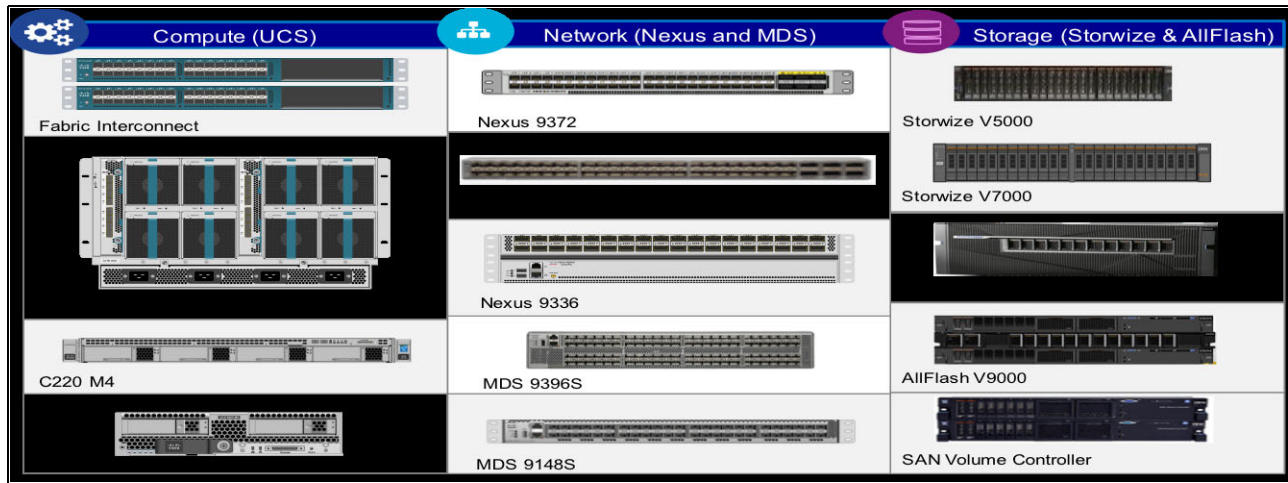 Compute (UCS)
Network (Nexus and MDS)
Storage (Storwize & AllFlash)
Fabric Interconnect
C220 M4
Nexus 9372
Nexus 9336
MDS 9396S
MDS 9148S
Storwize V5000
Storwize V7000
AllFlash V9000
SAN Volume Controller